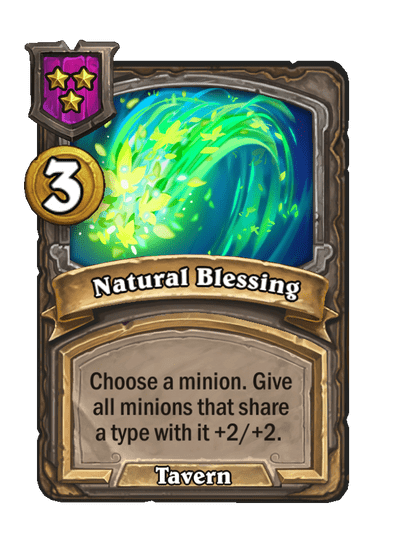 3
Natural Blessing
Choose a minion. Give
all minions that share
a type with it +2/+2.
Tavern